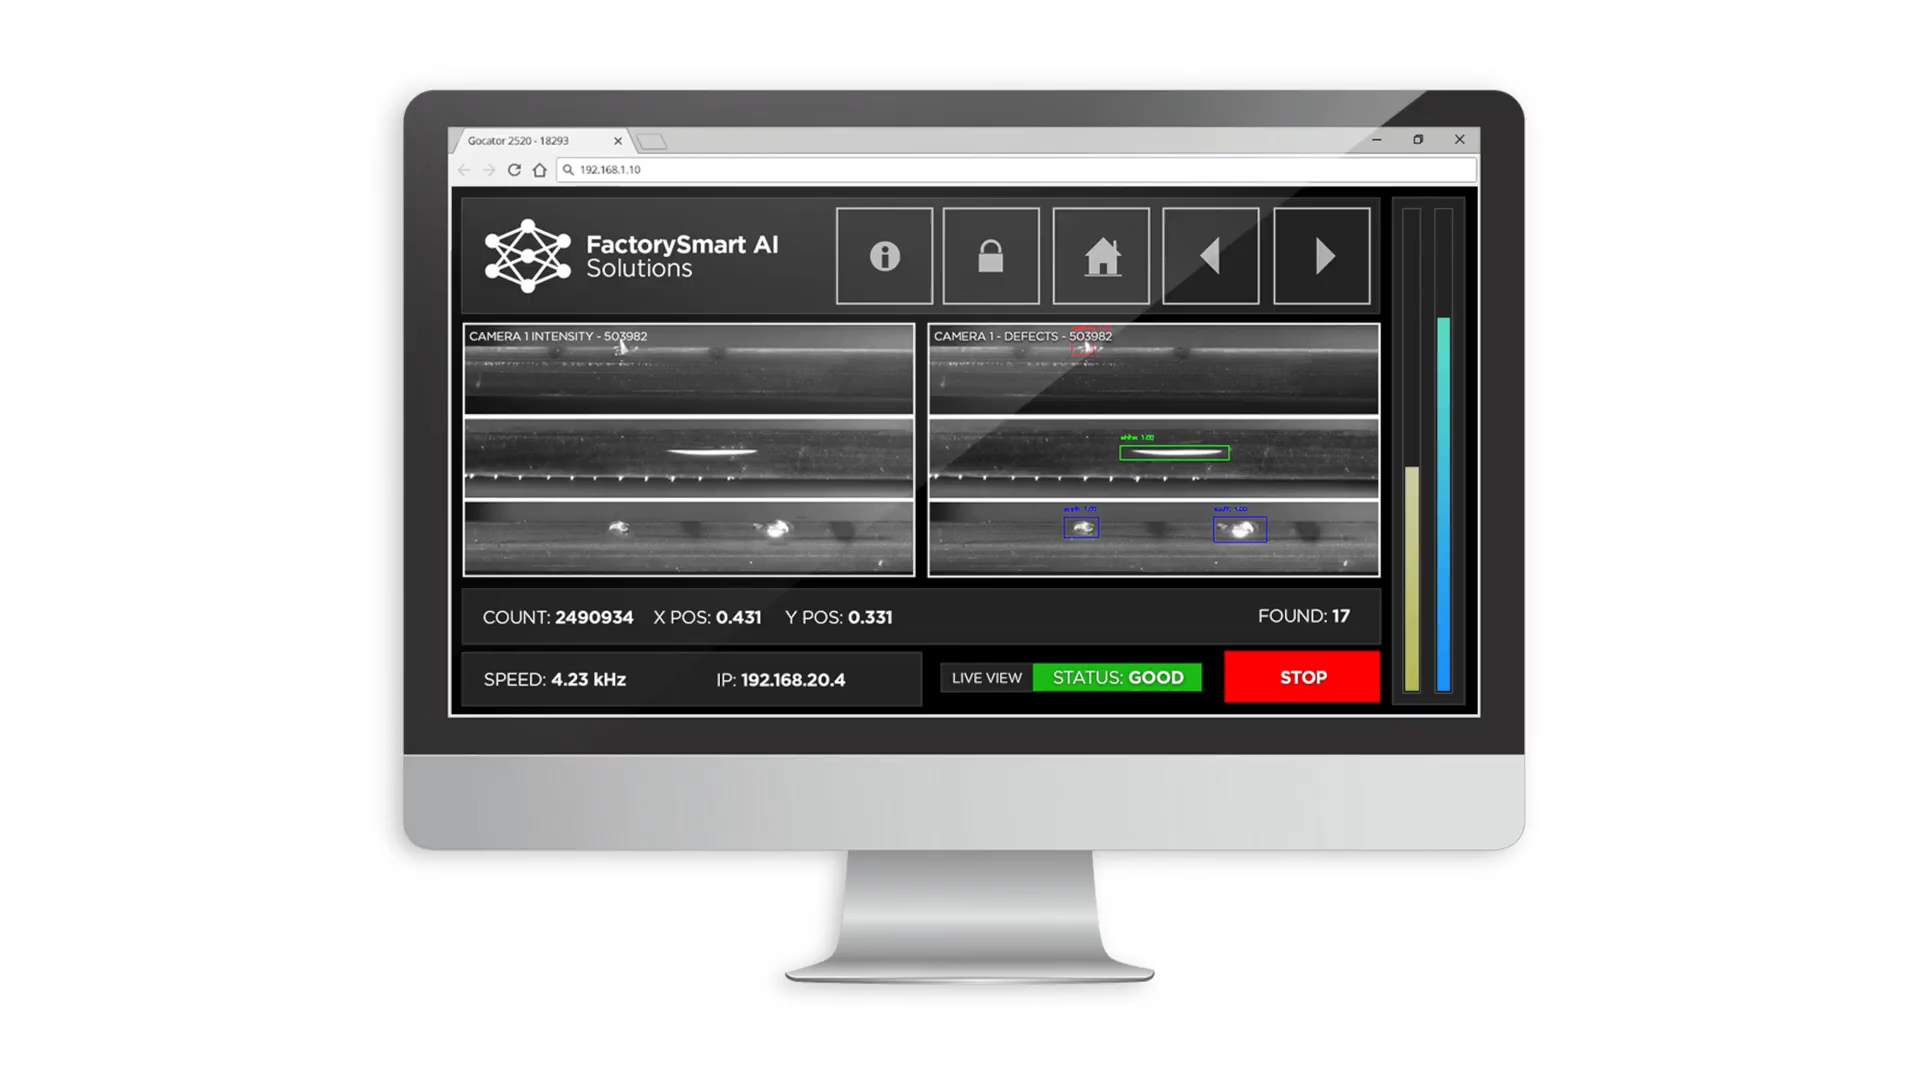 Gocator 2520 - 18293
192.168.1.10
FactorySmart AI
Solutions
CAMERA 1 INTENSITY - 503982
CAMERA 1 - DEFECTS - 503982
COUNT: 2490934 X POS: 0.431 Y POS: 0.331
FOUND: 17
SPEED: 4.23 kHz IP: 192.168.20.4
LIVE VIEW STATUS: GOOD
STOP